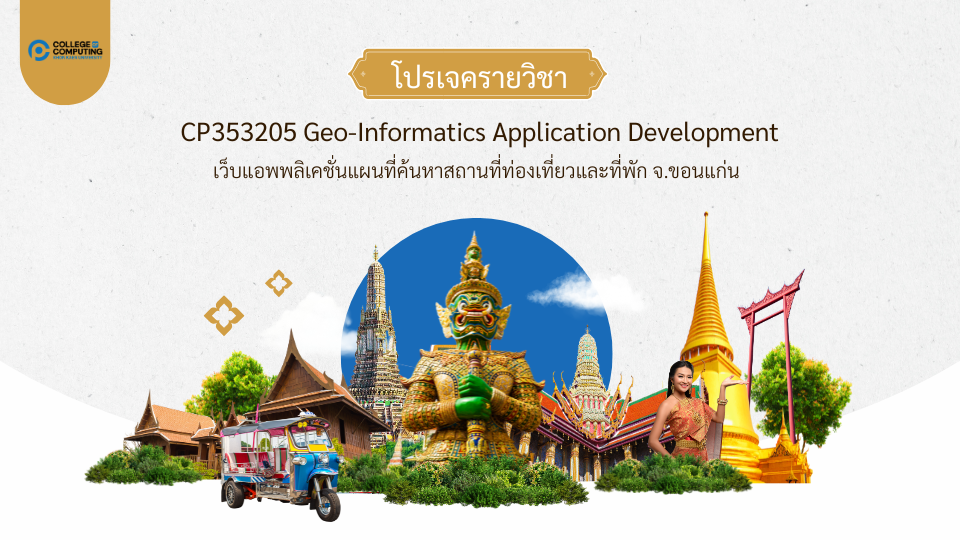 COLLEGE OF
COMPUTING
KHON KAEN UNIVERSITY
โปรเจครายวิชา
CP353205 Geo-Informatics Application Development
เว็บแอพพลิเคชั่นแผนที่ค้นหาสถานที่ท่องเที่ยวและที่พัก จ.ขอนแก่น